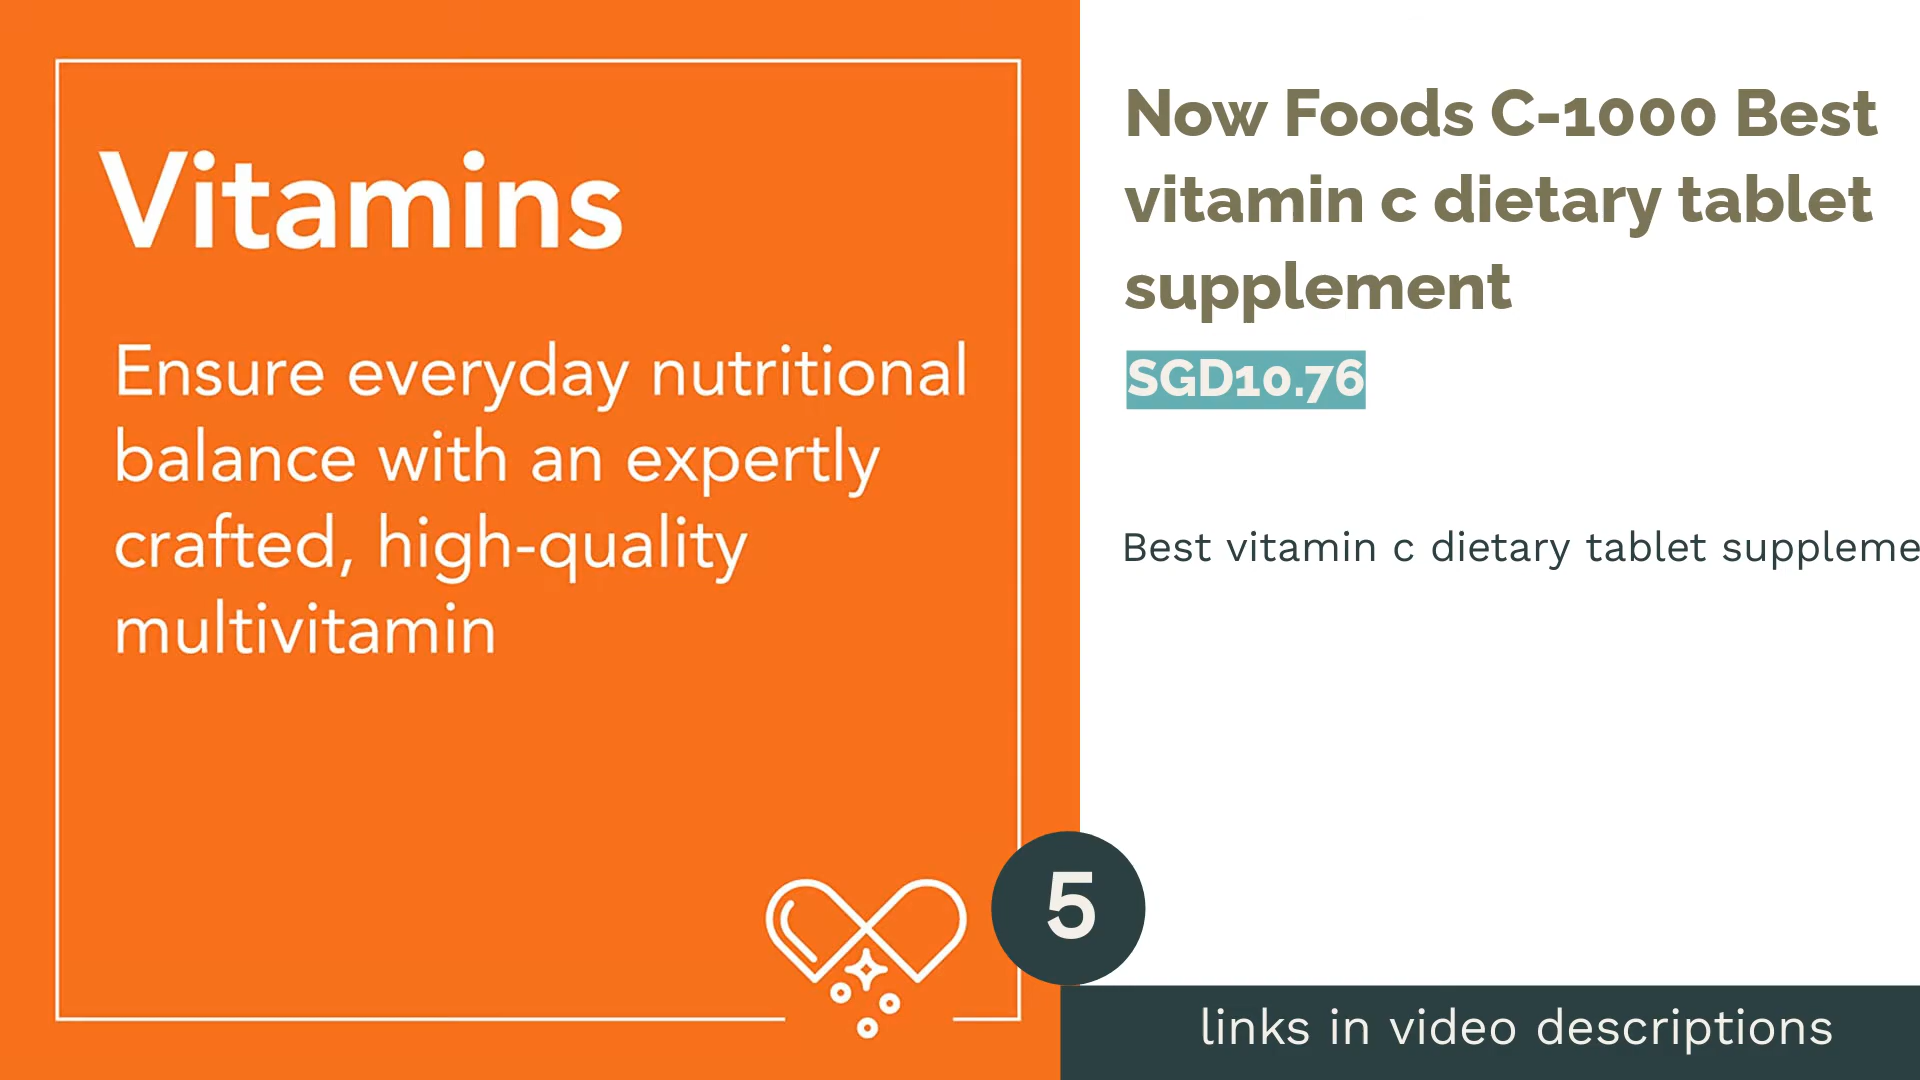 Vitamins
Ensure everyday nutritional
balance with an expertly
crafted, high-quality
multivitamin
Now Foods C-1000 Best
vitamin c dietary tablet
supplement
SGD10.76
Best vitamin c dietary tablet suppleme
5
links in video descriptions